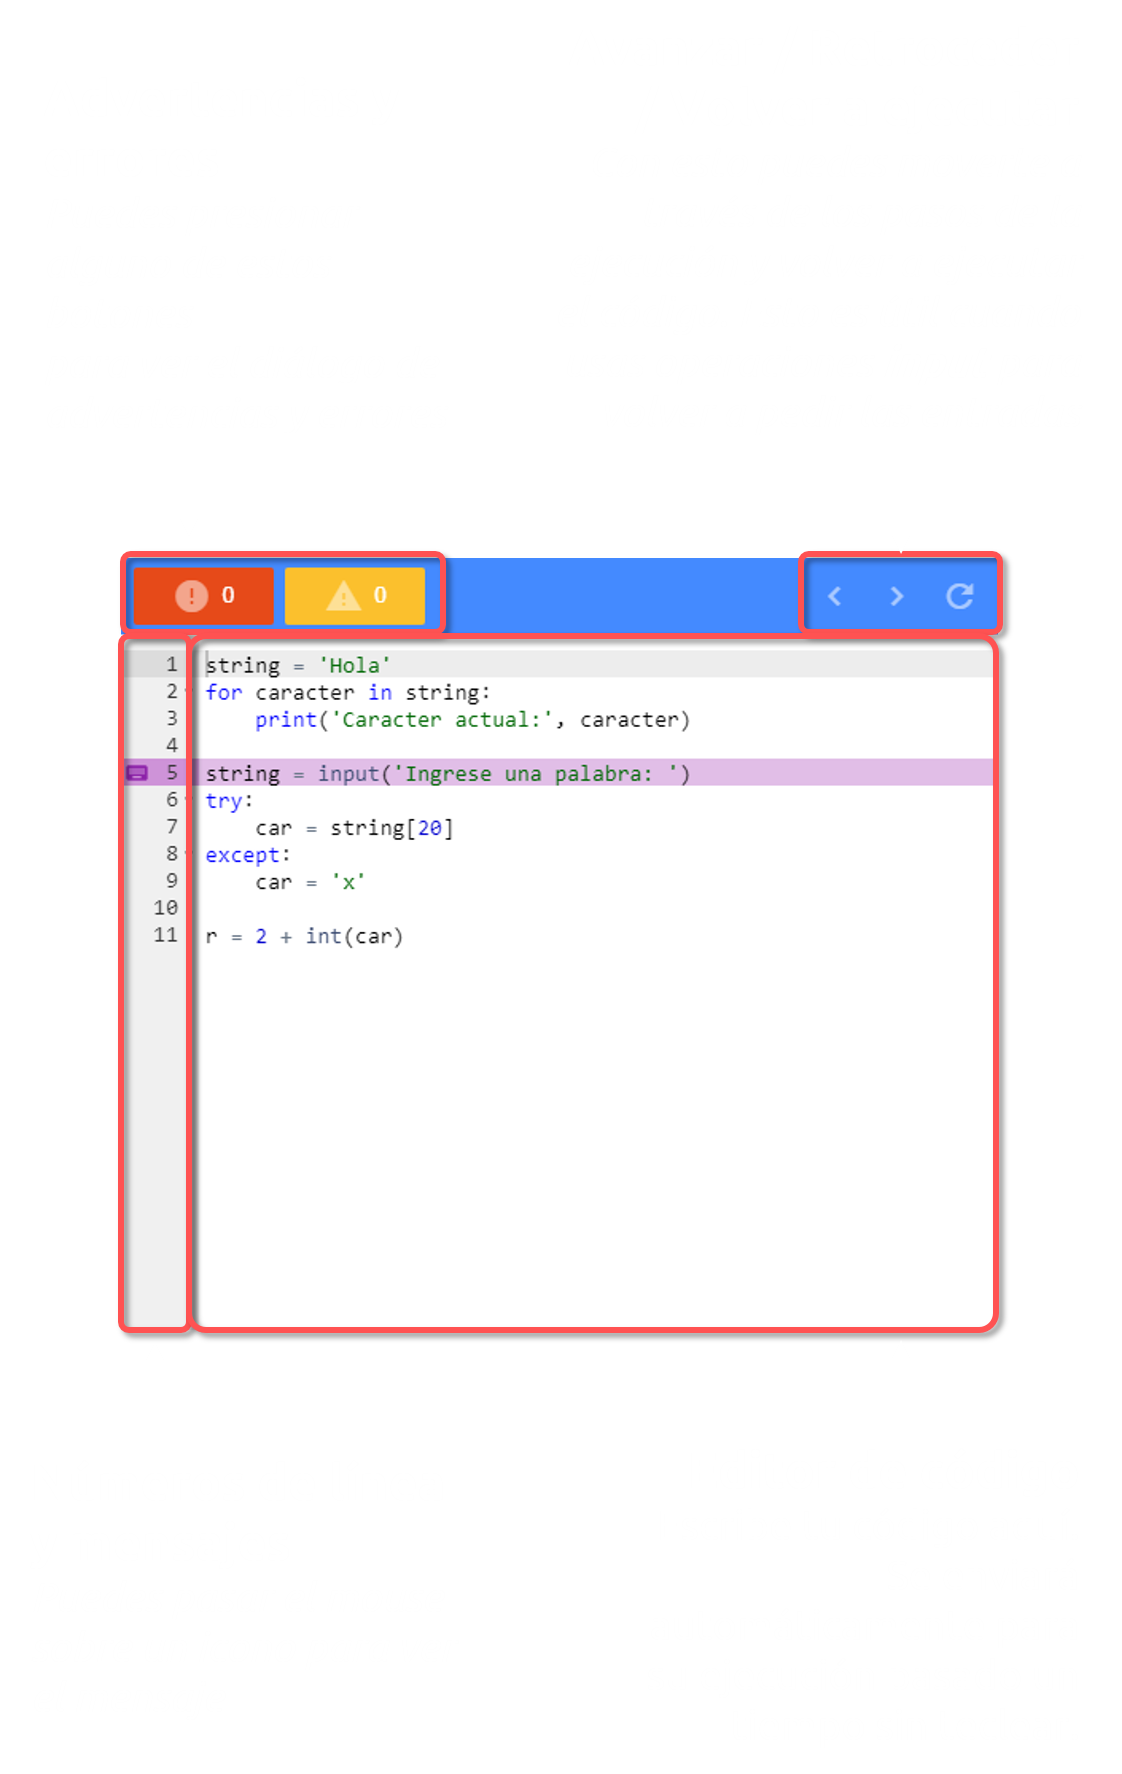 0 0
1 string = 'Hola'
2 for caracter in string:
3     print('Caracter actual:', caracter)
4
5 string = input('Ingrese una palabra: ')
6 try:
7     car = string[20]
8 except:
9     car = 'x'
10
11 r = 2 + int(car)